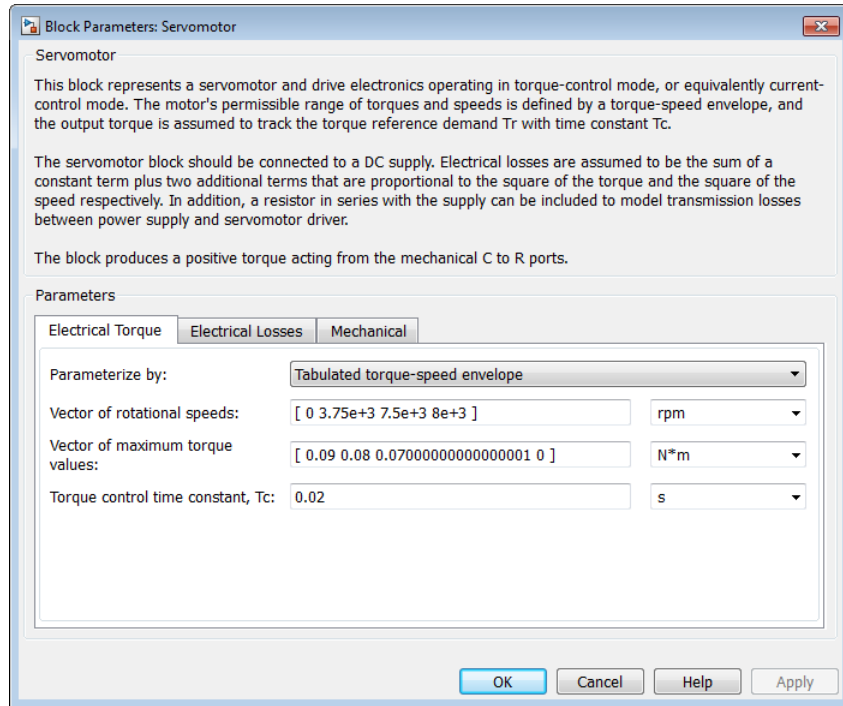 Block Parameters: Servomotor
Servomotor
This block represents a servomotor and drive electronics operating in torque-control mode, or equivalently current-
control mode. The motor's permissible range of torques and speeds is defined by a torque-speed envelope, and
the output torque is assumed to track the torque reference demand Tr with time constant Tc.
The servomotor block should be connected to a DC supply. Electrical losses are assumed to be the sum of a
constant term plus two additional terms that are proportional to the square of the torque and the square of the
speed respectively. In addition, a resistor in series with the supply can be included to model transmission losses
between power supply and servomotor driver.
The block produces a positive torque acting from the mechanical C to R ports.
Parameters
Electrical Torque Electrical Losses Mechanical
Parameterize by: Tabulated torque-speed envelope
Vector of rotational speeds: [ 0 3.75e+3 7.5e+3 8e+3 ] rpm
Vector of maximum torque
values: [ 0.09 0.08 0.07000000000000001 0 ] N*m
Torque control time constant, Tc: 0.02 s
OK Cancel Help Apply